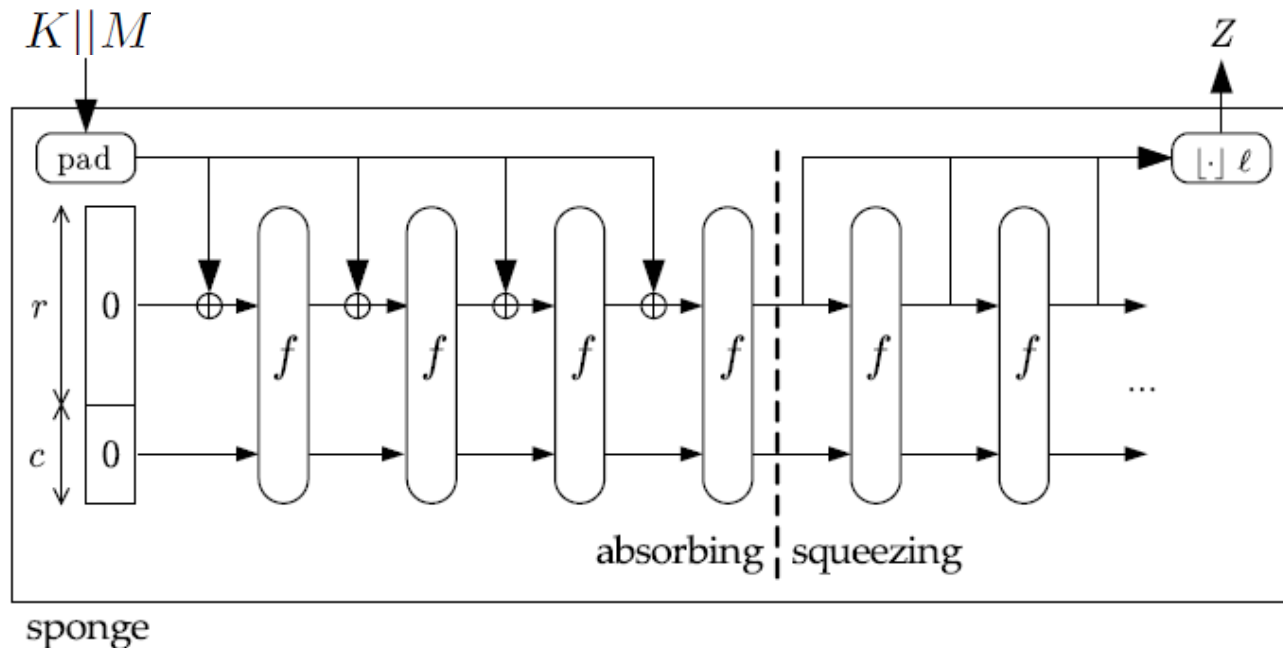 K||M
Z
pad
⌊·⌋ ℓ
r
0
f
f
f
f
f
f
c
0
...
absorbing
squeezing
sponge